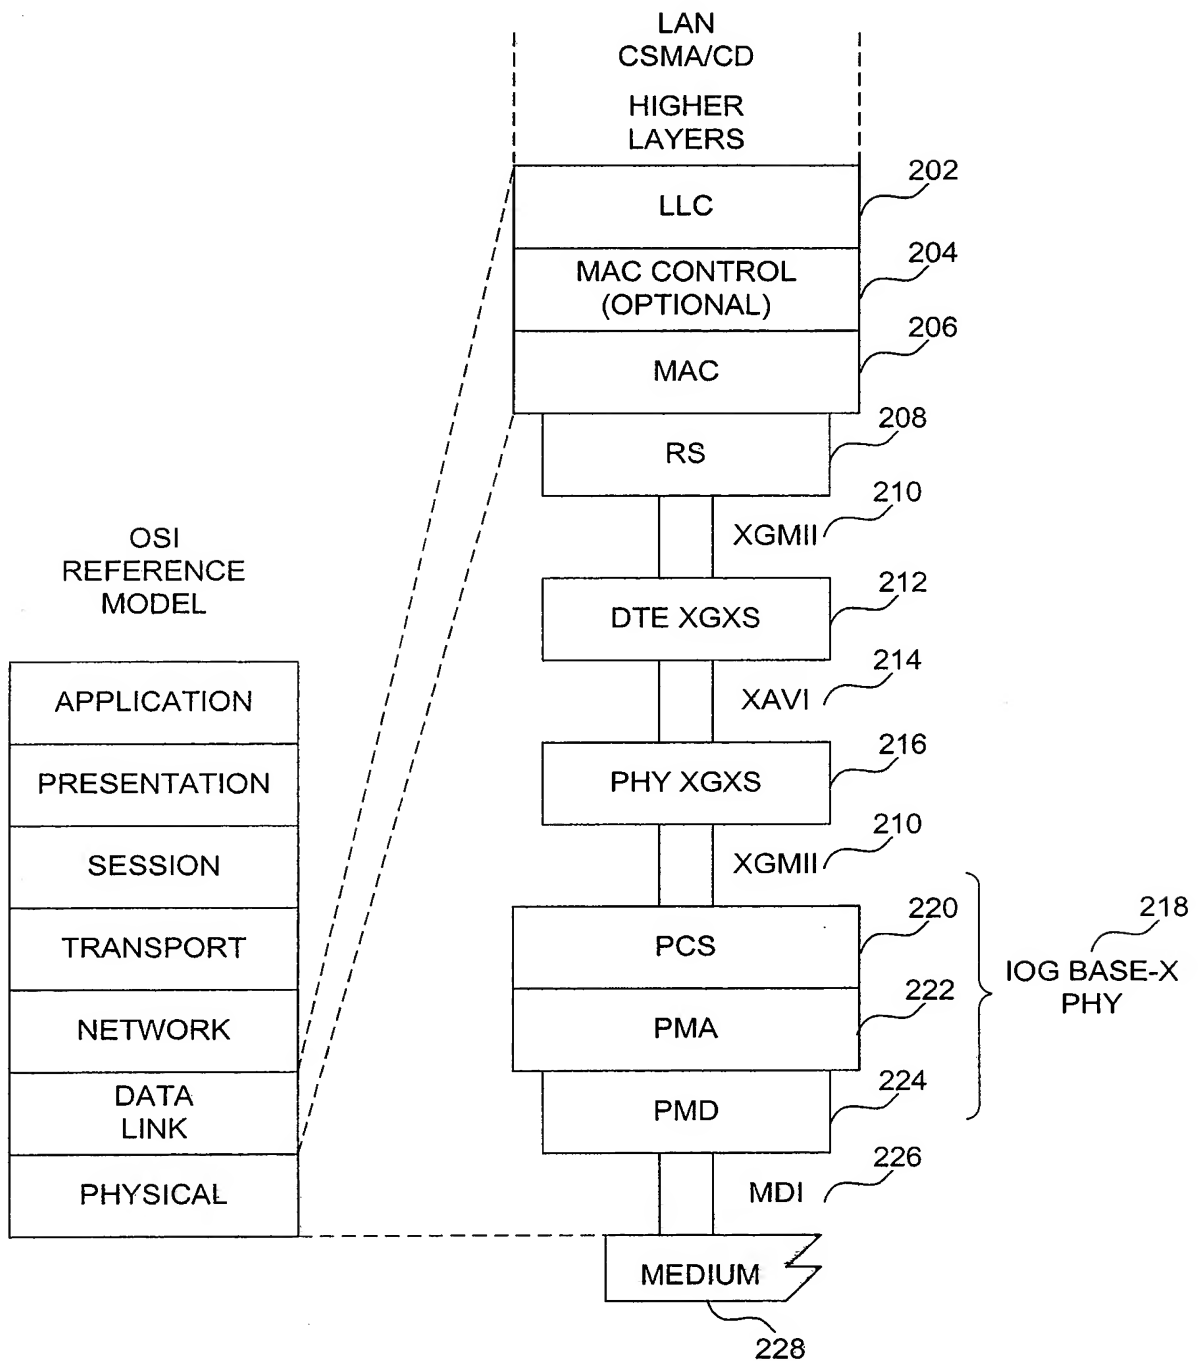 LAN
CSMA/CD
HIGHER
LAYERS
LLC
202
MAC CONTROL
(OPTIONAL)
204
MAC
206
RS
208
XGMII
210
DTE XGXS
212
XAVI
214
PHY XGXS
216
XGMII
210
PCS
220
PMA
222
PMD
224
218
IOG BASE-X
PHY
MDI
226
MEDIUM
228
OSI
REFERENCE
MODEL
APPLICATION
PRESENTATION
SESSION
TRANSPORT
NETWORK
DATA
LINK
PHYSICAL